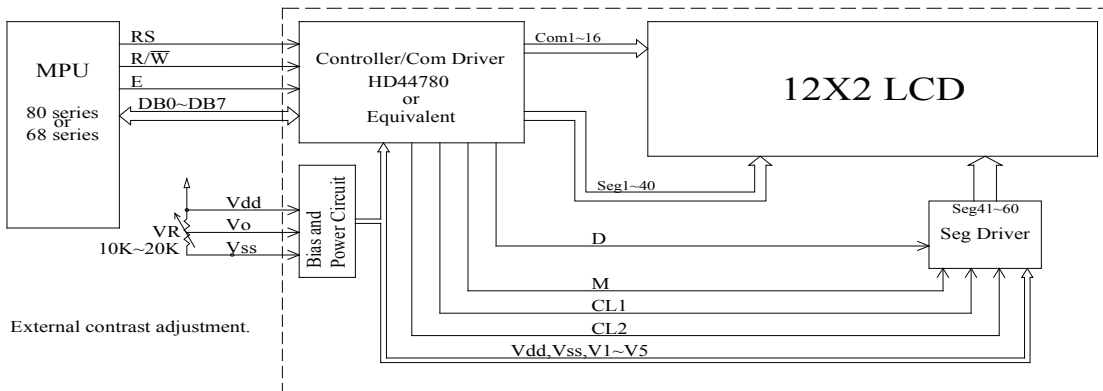 MPU
80 series
or
68 series
RS
R/W̅
E
DB0~DB7
Controller/Com Driver
HD44780
or
Equivalent
Com1~16
12X2 LCD
Seg1~40
Seg41~60
Seg Driver
Vdd
Vo
Vss
VR
10K~20K
Bias and
Power Circuit
D
M
CL1
CL2
Vdd,Vss,V1~V5
External contrast adjustment.